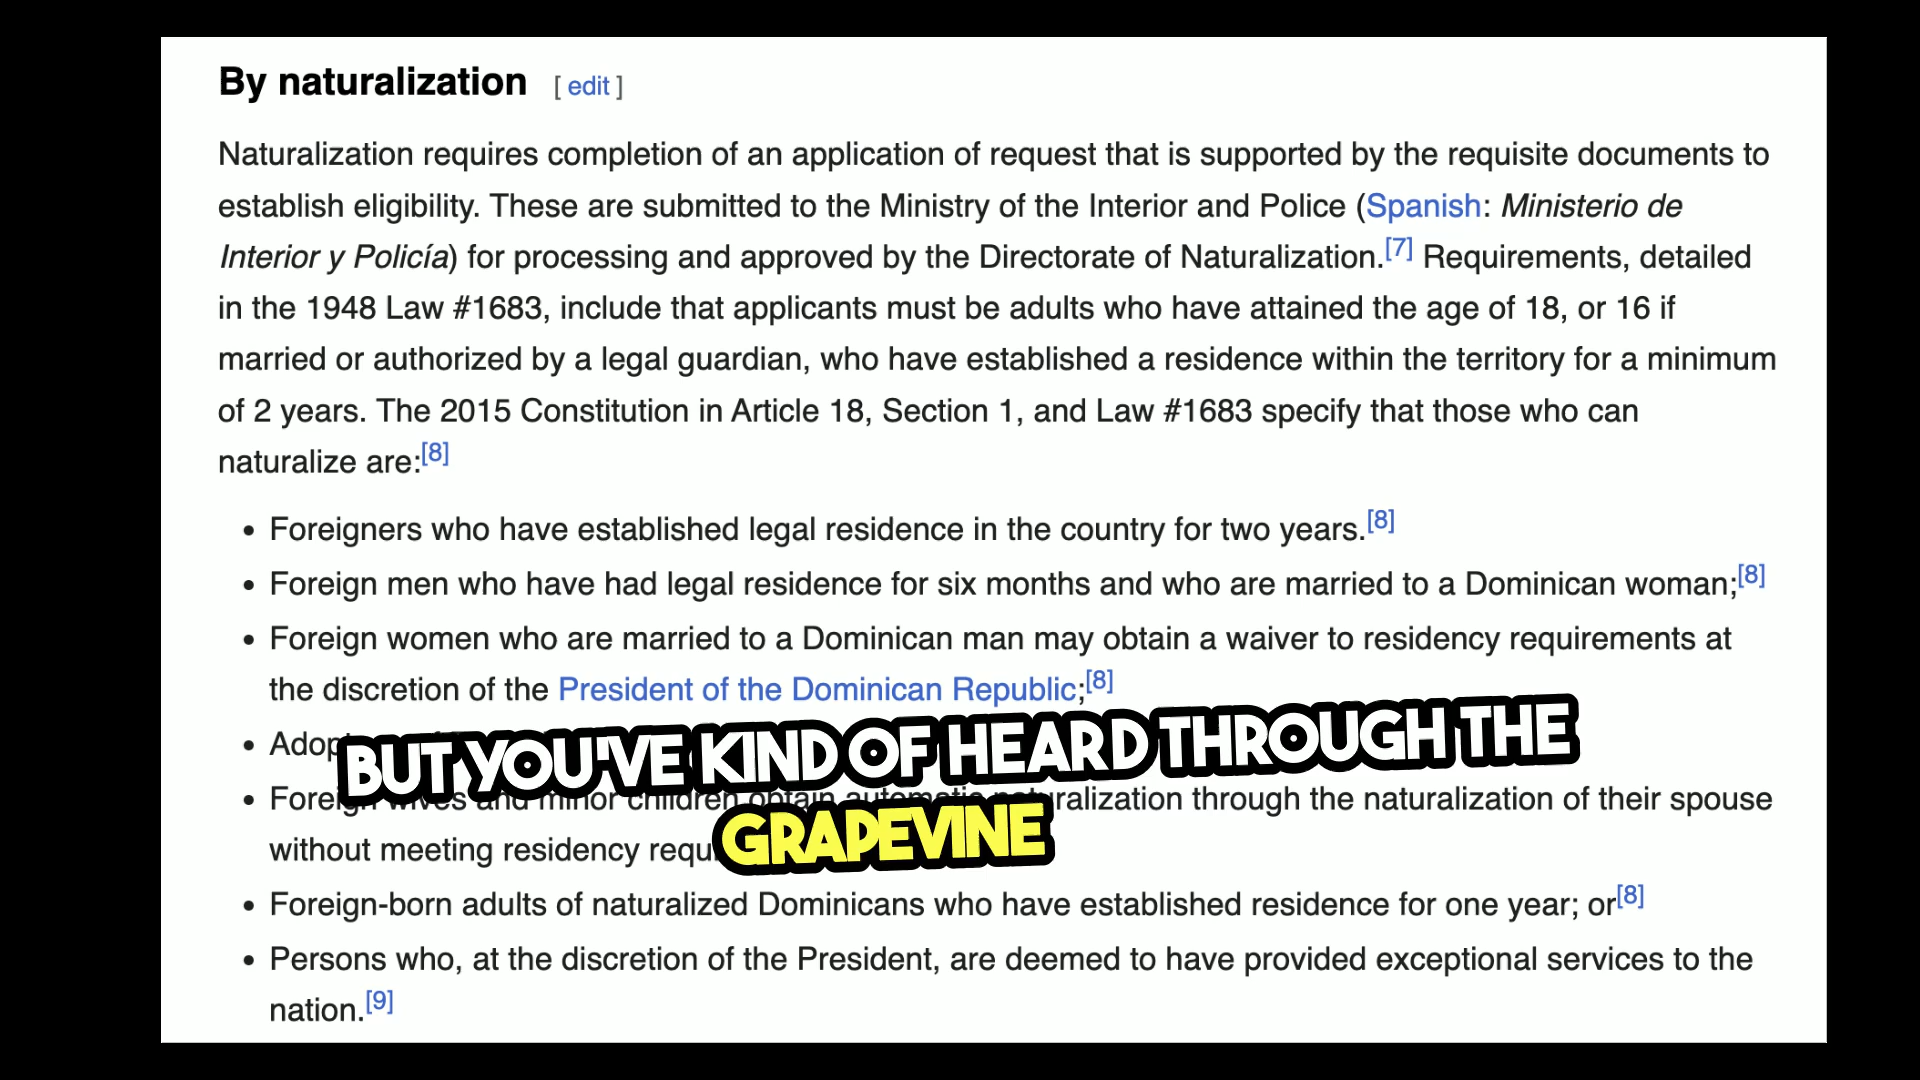 By naturalization [ edit ]
Naturalization requires completion of an application of request that is supported by the requisite documents to
establish eligibility. These are submitted to the Ministry of the Interior and Police (Spanish: Ministerio de
Interior y Policía) for processing and approved by the Directorate of Naturalization.[7] Requirements, detailed
in the 1948 Law #1683, include that applicants must be adults who have attained the age of 18, or 16 if
married or authorized by a legal guardian, who have established a residence within the territory for a minimum
of 2 years. The 2015 Constitution in Article 18, Section 1, and Law #1683 specify that those who can
naturalize are:[8]
• Foreigners who have established legal residence in the country for two years.[8]
• Foreign men who have had legal residence for six months and who are married to a Dominican woman;[8]
• Foreign women who are married to a Dominican man may obtain a waiver to residency requirements at
the discretion of the President of the Dominican Republic;[8]
BUT YOU'VE KIND OF HEARD THROUGH THE
• Foreign wives and minor children obtain automatic naturalization through the naturalization of their spouse
GRAPEVINE
without meeting residency
• Foreign-born adults of naturalized Dominicans who have established residence for one year; or[8]
• Persons who, at the discretion of the President, are deemed to have provided exceptional services to the
nation.[9]